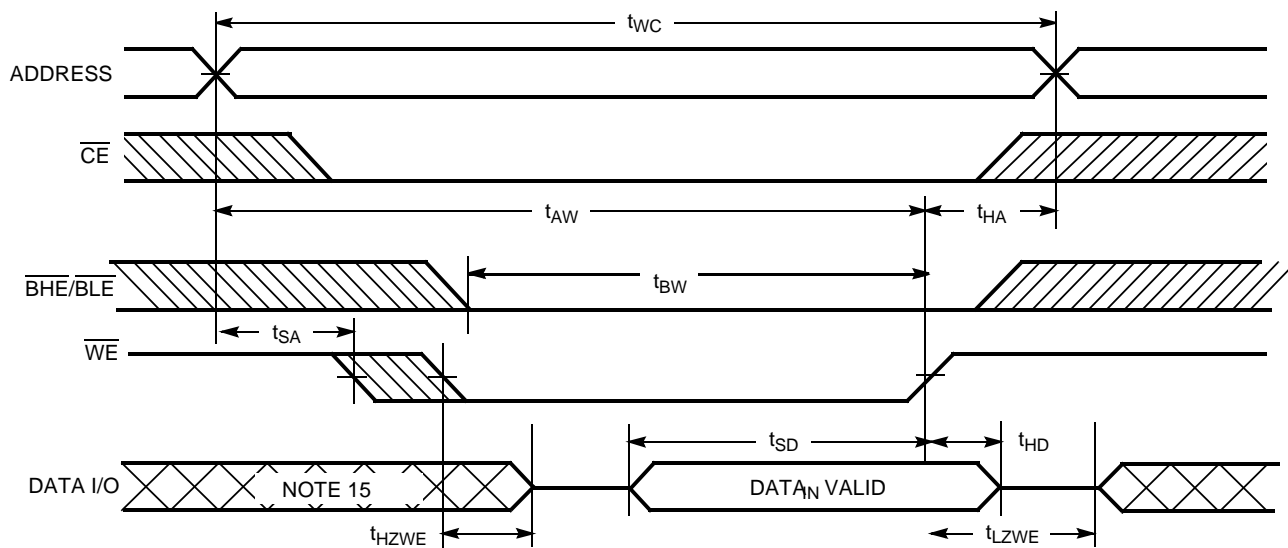 tWC
ADDRESS
CE
tAW
tHA
BHE/BLE
tBW
tSA
WE
tSD
tHD
DATA I/O
NOTE 15
DATAIN VALID
tHZWE
tLZWE